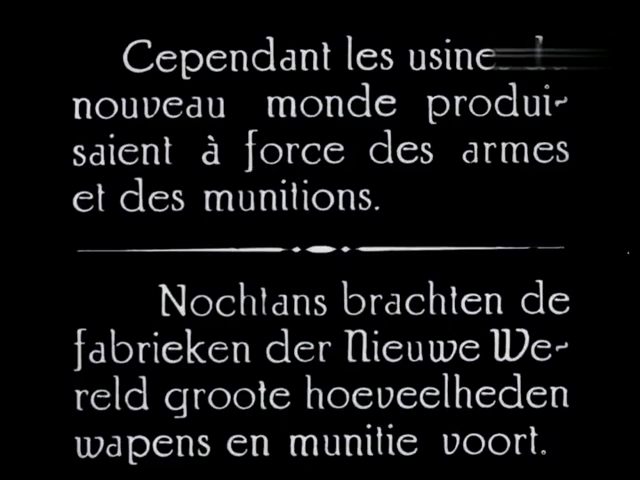 Cependant les usines du
nouveau monde produi-
saient à force des armes
et des munitions.
Nochtans brachten de
fabrieken der Nieuwe We-
reld groote hoeveelheden
wapens en munitie voort.